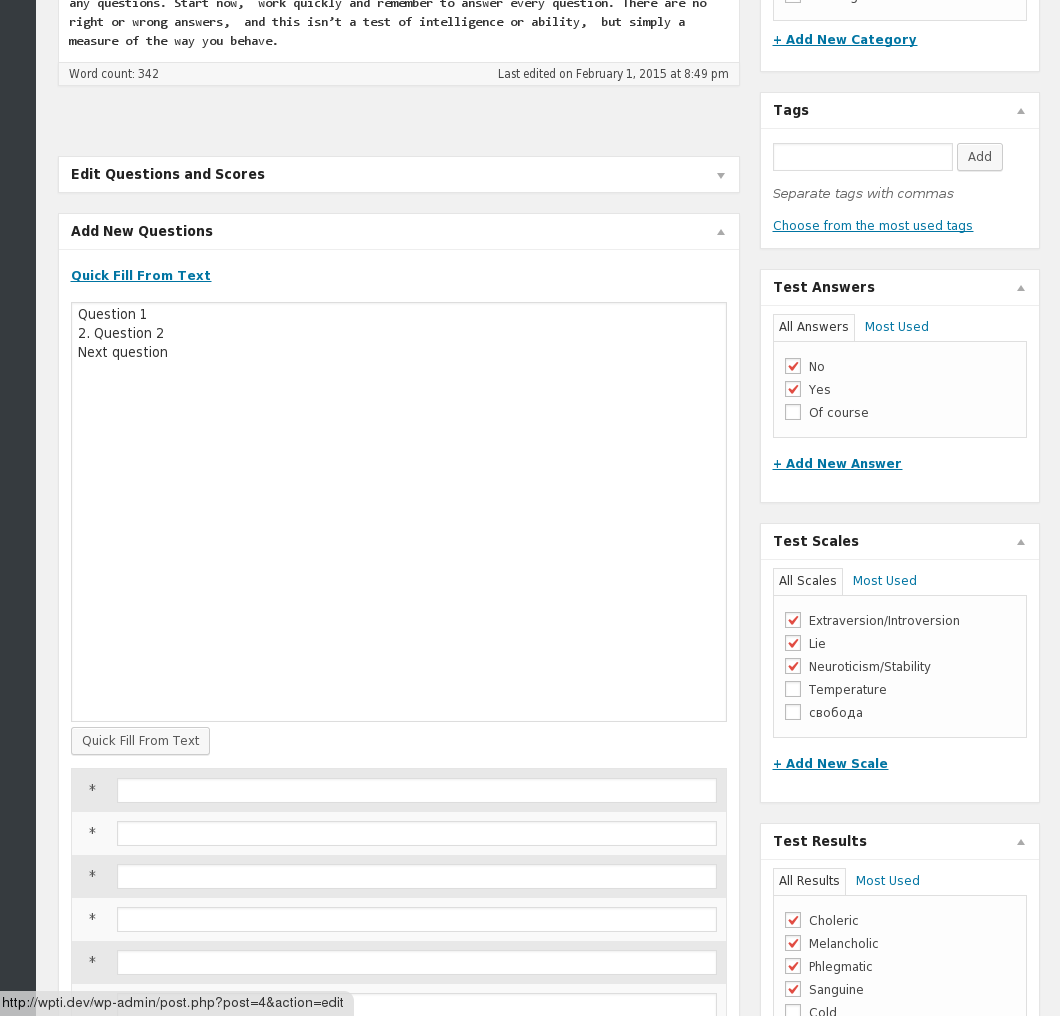 any questions. Start now, work quickly and remember to answer every question. There are no
right or wrong answers, and this isn't a test of intelligence or ability, but simply a
measure of the way you behave.
Word count: 342
Last edited on February 1, 2015 at 8:49 pm
Edit Questions and Scores
Add New Questions
Quick Fill From Text
Question 1
2. Question 2
Next question
Quick Fill From Text
*
*
*
*
*
http://wpti.dev/wp-admin/post.php?post=4&action=edit
+ Add New Category
Tags
Add
Separate tags with commas
Choose from the most used tags
Test Answers
All Answers
Most Used
No
Yes
Of course
+ Add New Answer
Test Scales
All Scales
Most Used
Extraversion/Introversion
Lie
Neuroticism/Stability
Temperature
свобода
+ Add New Scale
Test Results
All Results
Most Used
Choleric
Melancholic
Phlegmatic
Sanguine
Cold